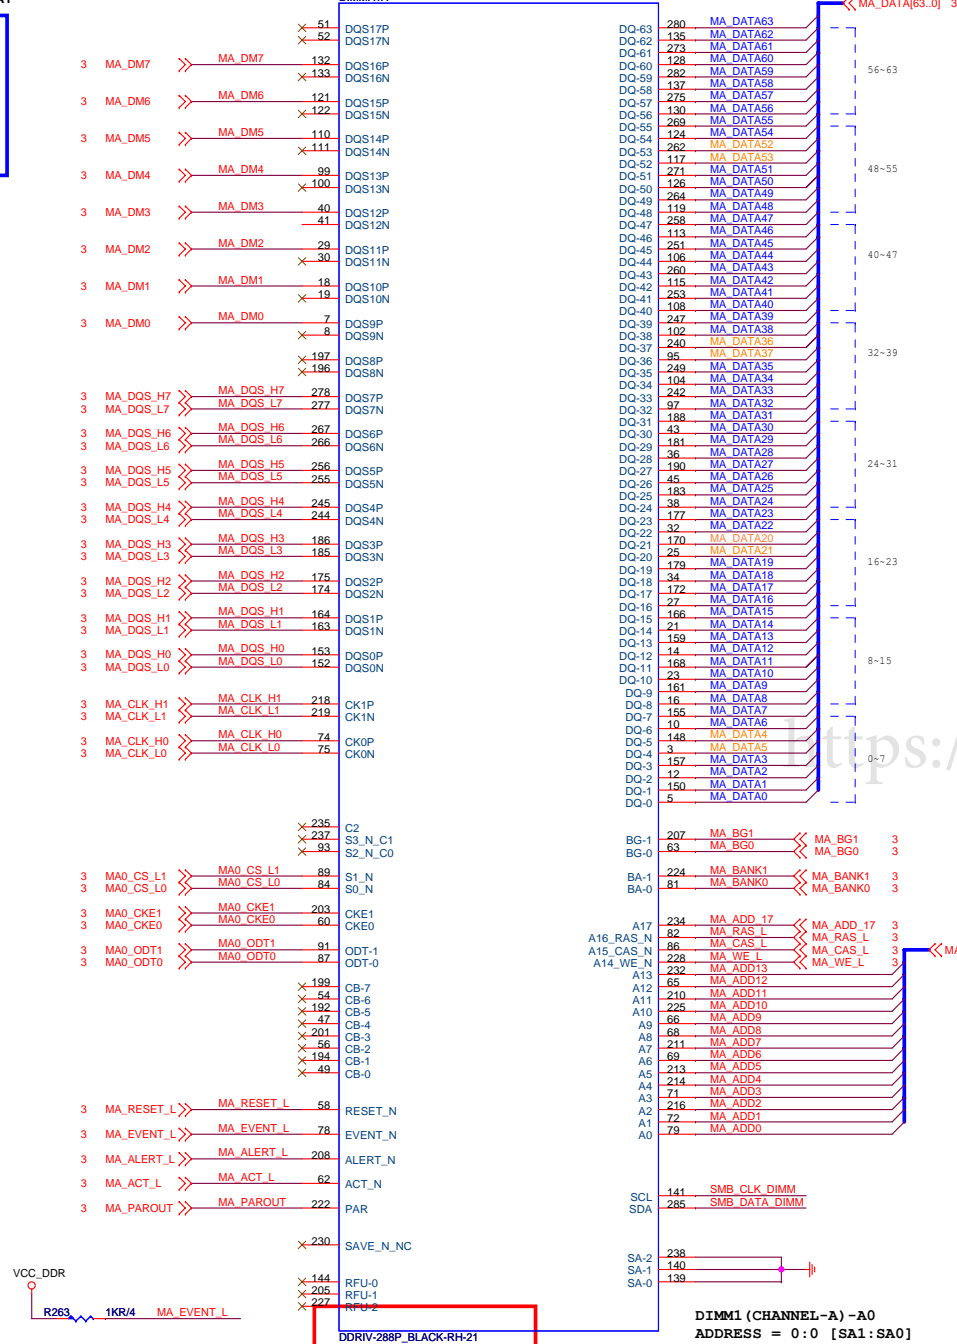 MA_DATA[63..0] 3
51 DQS17P
52 DQS17N
3 MA_DM7 MA_DM7 132 DQS16P
133 DQS16N
3 MA_DM6 MA_DM6 121 DQS15P
122 DQS15N
3 MA_DM5 MA_DM5 110 DQS14P
111 DQS14N
3 MA_DM4 MA_DM4 99 DQS13P
100 DQS13N
3 MA_DM3 MA_DM3 40 DQS12P
41 DQS12N
3 MA_DM2 MA_DM2 29 DQS11P
30 DQS11N
3 MA_DM1 MA_DM1 18 DQS10P
19 DQS10N
3 MA_DM0 MA_DM0 7 DQS9P
8 DQS9N
197 DQS8P
196 DQS8N
3 MA_DQS_H7 MA_DQS_H7 278 DQS7P
3 MA_DQS_L7 MA_DQS_L7 277 DQS7N
3 MA_DQS_H6 MA_DQS_H6 267 DQS6P
3 MA_DQS_L6 MA_DQS_L6 266 DQS6N
3 MA_DQS_H5 MA_DQS_H5 256 DQS5P
3 MA_DQS_L5 MA_DQS_L5 255 DQS5N
3 MA_DQS_H4 MA_DQS_H4 245 DQS4P
3 MA_DQS_L4 MA_DQS_L4 244 DQS4N
3 MA_DQS_H3 MA_DQS_H3 186 DQS3P
3 MA_DQS_L3 MA_DQS_L3 185 DQS3N
3 MA_DQS_H2 MA_DQS_H2 175 DQS2P
3 MA_DQS_L2 MA_DQS_L2 174 DQS2N
3 MA_DQS_H1 MA_DQS_H1 164 DQS1P
3 MA_DQS_L1 MA_DQS_L1 163 DQS1N
3 MA_DQS_H0 MA_DQS_H0 153 DQS0P
3 MA_DQS_L0 MA_DQS_L0 152 DQS0N
3 MA_CLK_H1 MA_CLK_H1 218 CK1P
3 MA_CLK_L1 MA_CLK_L1 219 CK1N
3 MA_CLK_H0 MA_CLK_H0 74 CK0P
3 MA_CLK_L0 MA_CLK_L0 75 CK0N
235 C2
237 S3_N_C1
93 S2_N_C0
3 MA0_CS_L1 MA0_CS_L1 89 S1_N
3 MA0_CS_L0 MA0_CS_L0 84 S0_N
3 MA0_CKE1 MA0_CKE1 203 CKE1
3 MA0_CKE0 MA0_CKE0 60 CKE0
3 MA0_ODT1 MA0_ODT1 91 ODT-1
3 MA0_ODT0 MA0_ODT0 87 ODT-0
199 CB-7
54 CB-6
192 CB-5
47 CB-4
201 CB-3
56 CB-2
194 CB-1
49 CB-0
3 MA_RESET_L MA_RESET_L 58 RESET_N
3 MA_EVENT_L MA_EVENT_L 78 EVENT_N
3 MA_ALERT_L MA_ALERT_L 208 ALERT_N
3 MA_ACT_L MA_ACT_L 62 ACT_N
3 MA_PAROUT MA_PAROUT 222 PAR
230 SAVE_N_NC
144 RFU-0
205 RFU-1
227 RFU-2
DQ-63 280 MA_DATA63
DQ-62 135 MA_DATA62
DQ-61 273 MA_DATA61
DQ-60 128 MA_DATA60
DQ-59 282 MA_DATA59
DQ-58 137 MA_DATA58
DQ-57 275 MA_DATA57
DQ-56 130 MA_DATA56
56~63
DQ-55 269 MA_DATA55
DQ-54 124 MA_DATA54
DQ-53 262 MA_DATA52
DQ-52 117 MA_DATA53
DQ-51 271 MA_DATA51
DQ-50 126 MA_DATA50
DQ-49 264 MA_DATA49
DQ-48 119 MA_DATA48
48~55
DQ-47 258 MA_DATA47
DQ-46 113 MA_DATA46
DQ-45 251 MA_DATA45
DQ-44 106 MA_DATA44
DQ-43 260 MA_DATA43
DQ-42 115 MA_DATA42
DQ-41 253 MA_DATA41
DQ-40 108 MA_DATA40
40~47
DQ-39 247 MA_DATA39
DQ-38 102 MA_DATA38
DQ-37 240 MA_DATA36
DQ-36 95 MA_DATA37
DQ-35 249 MA_DATA35
DQ-34 104 MA_DATA34
DQ-33 242 MA_DATA33
DQ-32 97 MA_DATA32
32~39
DQ-31 188 MA_DATA31
DQ-30 43 MA_DATA30
DQ-29 181 MA_DATA29
DQ-28 36 MA_DATA28
DQ-27 190 MA_DATA27
DQ-26 45 MA_DATA26
DQ-25 183 MA_DATA25
DQ-24 38 MA_DATA24
24~31
DQ-23 177 MA_DATA23
DQ-22 32 MA_DATA22
DQ-21 170 MA_DATA20
DQ-20 25 MA_DATA21
DQ-19 179 MA_DATA19
DQ-18 34 MA_DATA18
DQ-17 172 MA_DATA17
DQ-16 27 MA_DATA16
16~23
DQ-15 166 MA_DATA15
DQ-14 21 MA_DATA14
DQ-13 159 MA_DATA13
DQ-12 14 MA_DATA12
DQ-11 168 MA_DATA11
DQ-10 23 MA_DATA10
DQ-9 161 MA_DATA9
DQ-8 16 MA_DATA8
8~15
DQ-7 155 MA_DATA7
DQ-6 10 MA_DATA6
DQ-5 148 MA_DATA4
DQ-4 3 MA_DATA5
DQ-3 157 MA_DATA3
DQ-2 12 MA_DATA2
DQ-1 150 MA_DATA1
DQ-0 5 MA_DATA0
0~7
https:/
BG-1 207 MA_BG1 MA_BG1 3
BG-0 63 MA_BG0 MA_BG0 3
BA-1 224 MA_BANK1 MA_BANK1 3
BA-0 81 MA_BANK0 MA_BANK0 3
A17 234 MA_ADD_17 MA_ADD_17 3
A16_RAS_N 82 MA_RAS_L MA_RAS_L 3
A15_CAS_N 86 MA_CAS_L MA_CAS_L 3
A14_WE_N 228 MA_WE_L MA_WE_L 3
A13 232 MA_ADD13
A12 65 MA_ADD12
A11 210 MA_ADD11
A10 225 MA_ADD10
A9 66 MA_ADD9
A8 68 MA_ADD8
A7 211 MA_ADD7
A6 69 MA_ADD6
A5 213 MA_ADD5
A4 214 MA_ADD4
A3 71 MA_ADD3
A2 216 MA_ADD2
A1 72 MA_ADD1
A0 79 MA_ADD0
MA
SCL 141 SMB_CLK_DIMM
SDA 285 SMB_DATA_DIMM
SA-2 238
SA-1 140
SA-0 139
VCC_DDR
R263 1KR/4 MA_EVENT_L
DDRIV-288P_BLACK-RH-21
DIMM1(CHANNEL-A)-A0
ADDRESS = 0:0 [SA1:SA0]